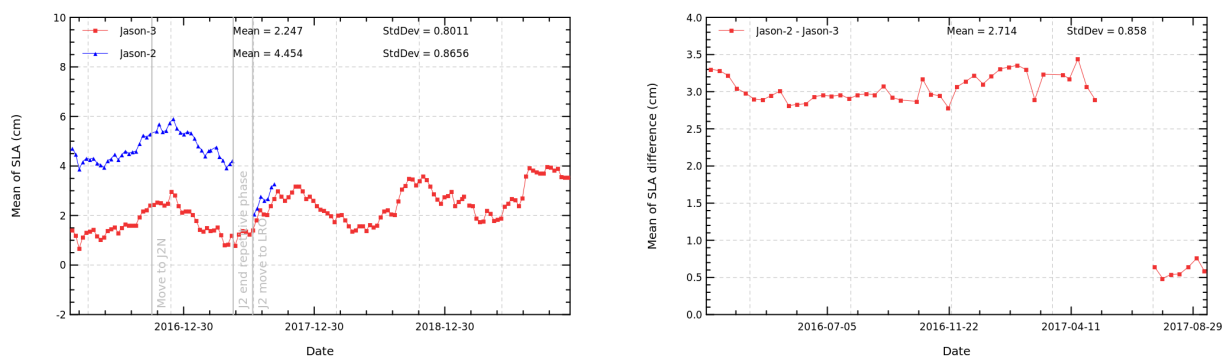 Jason-3 Mean = 2.247 StdDev = 0.8011
Jason-2 Mean = 4.454 StdDev = 0.8656
10
8
6
4
2
0
-2
Mean of SLA (cm)
Move to J2N
J2 end repetitive phase
J2 move to LRO
2016-12-30
2017-12-30
2018-12-30
Date
Jason-2 - Jason-3 Mean = 2.714 StdDev = 0.858
4.0
3.5
3.0
2.5
2.0
1.5
1.0
0.5
0.0
Mean of SLA difference (cm)
2016-07-05
2016-11-22
2017-04-11
2017-08-29
Date